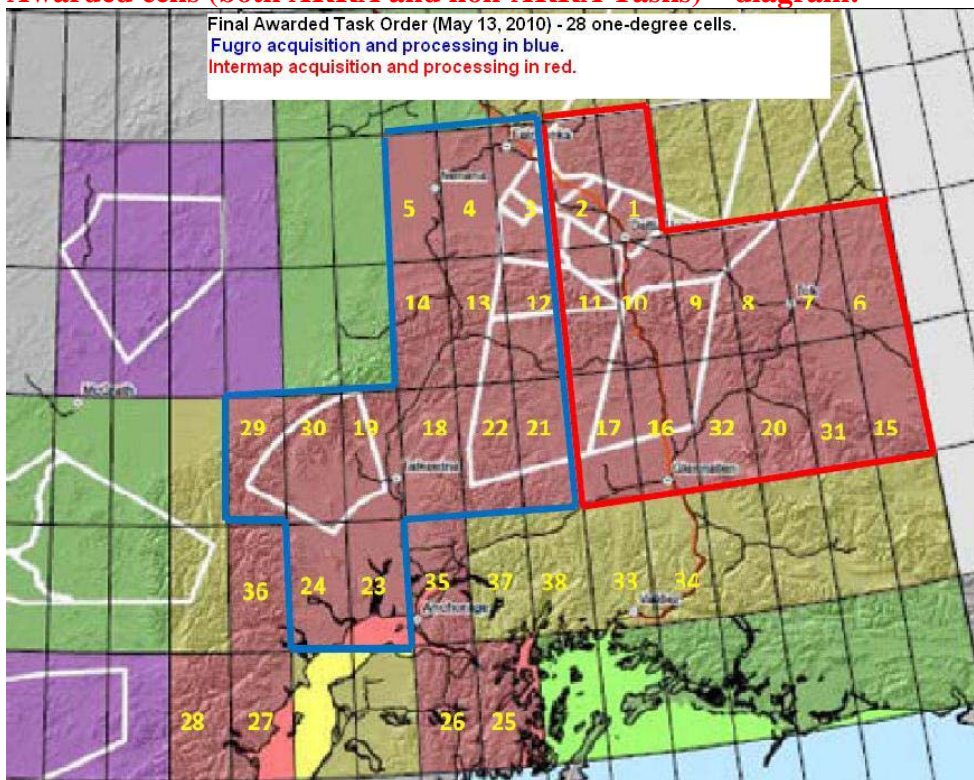 Awarded cells (both ARRA and non-ARRA Tasks) – diagram:
Final Awarded Task Order (May 13, 2010) - 28 one-degree cells.
Fugro acquisition and processing in blue.
Intermap acquisition and processing in red.
Nenana
5 4 3 2 1
14 13 12 11 10 9 8 Tok 7 6
McGrath
29 30 19 18 22 21 17 16 32 20 31 15
Talkeetna
Glennallen
36 24 23 35 37 38 33 34
Anchorage
Valdez
28 27 26 25